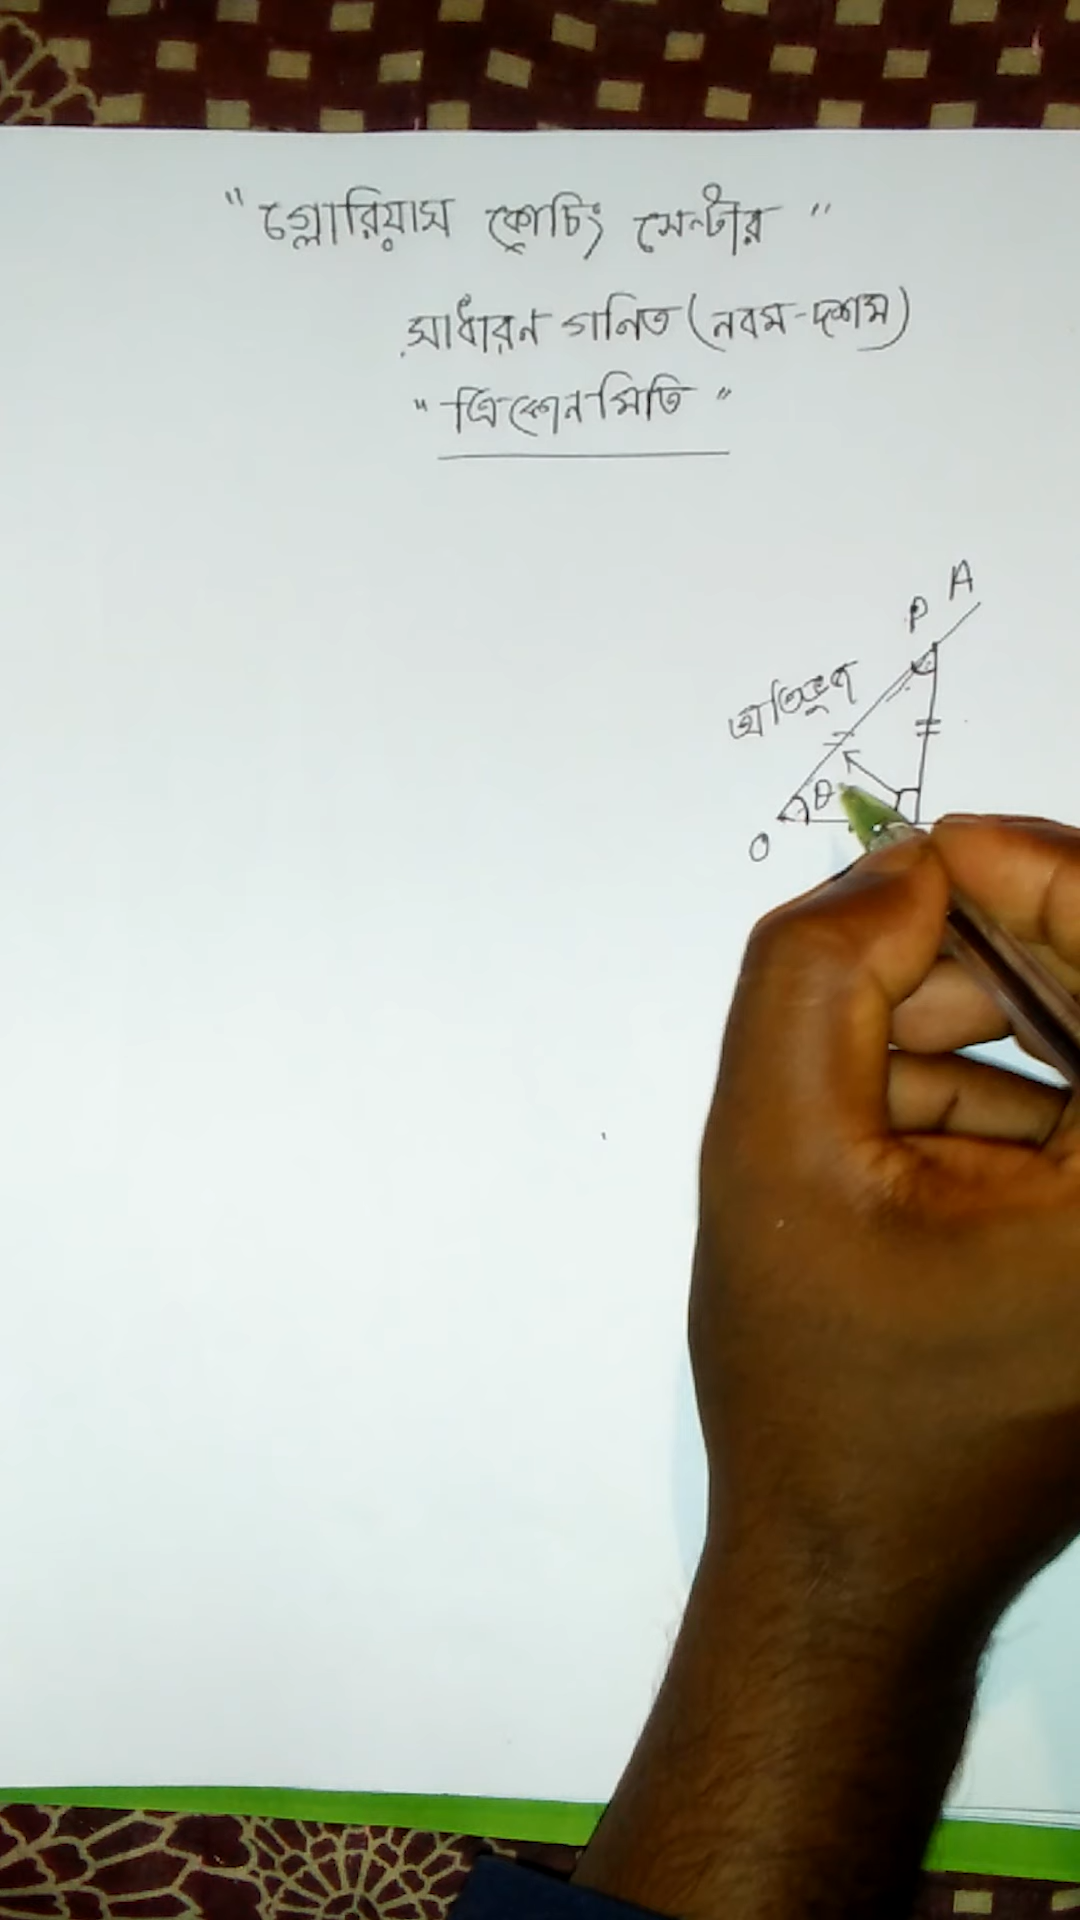 "গ্লোরিয়াস কোচিং সেন্টার"
সাধারন গনিত (নবম-দশম)
"ত্রিকোনমিতি"
A
P
অতিভুজ
θ
O